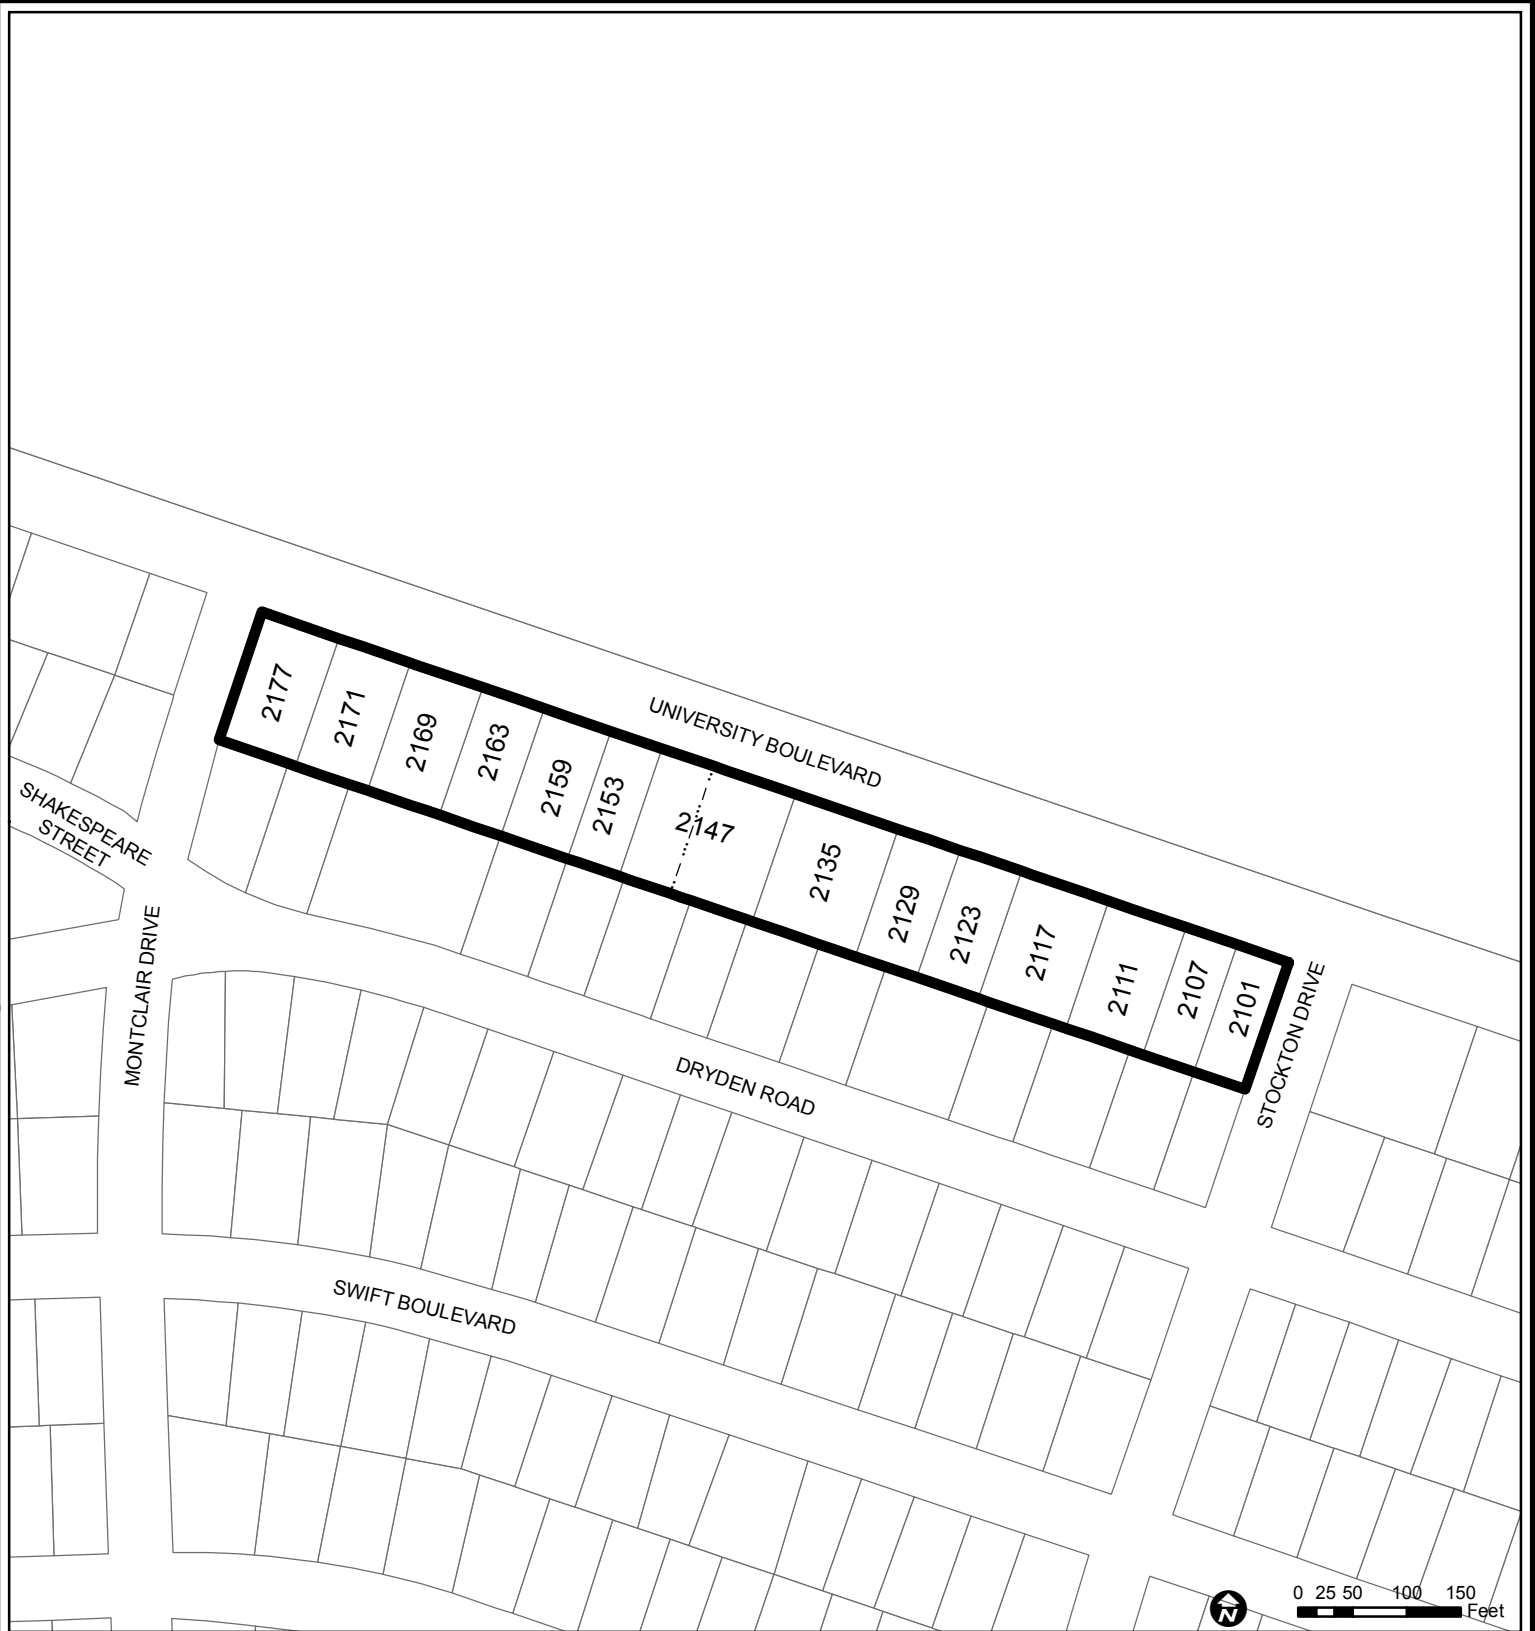 UNIVERSITY BOULEVARD
2177
2171
2169
2163
2159
2153
2147
2135
2129
2123
2117
2111
2107
2101
SHAKESPEARE
STREET
MONTCLAIR DRIVE
STOCKTON DRIVE
DRYDEN ROAD
SWIFT BOULEVARD
N
0 25 50 100 150
Feet